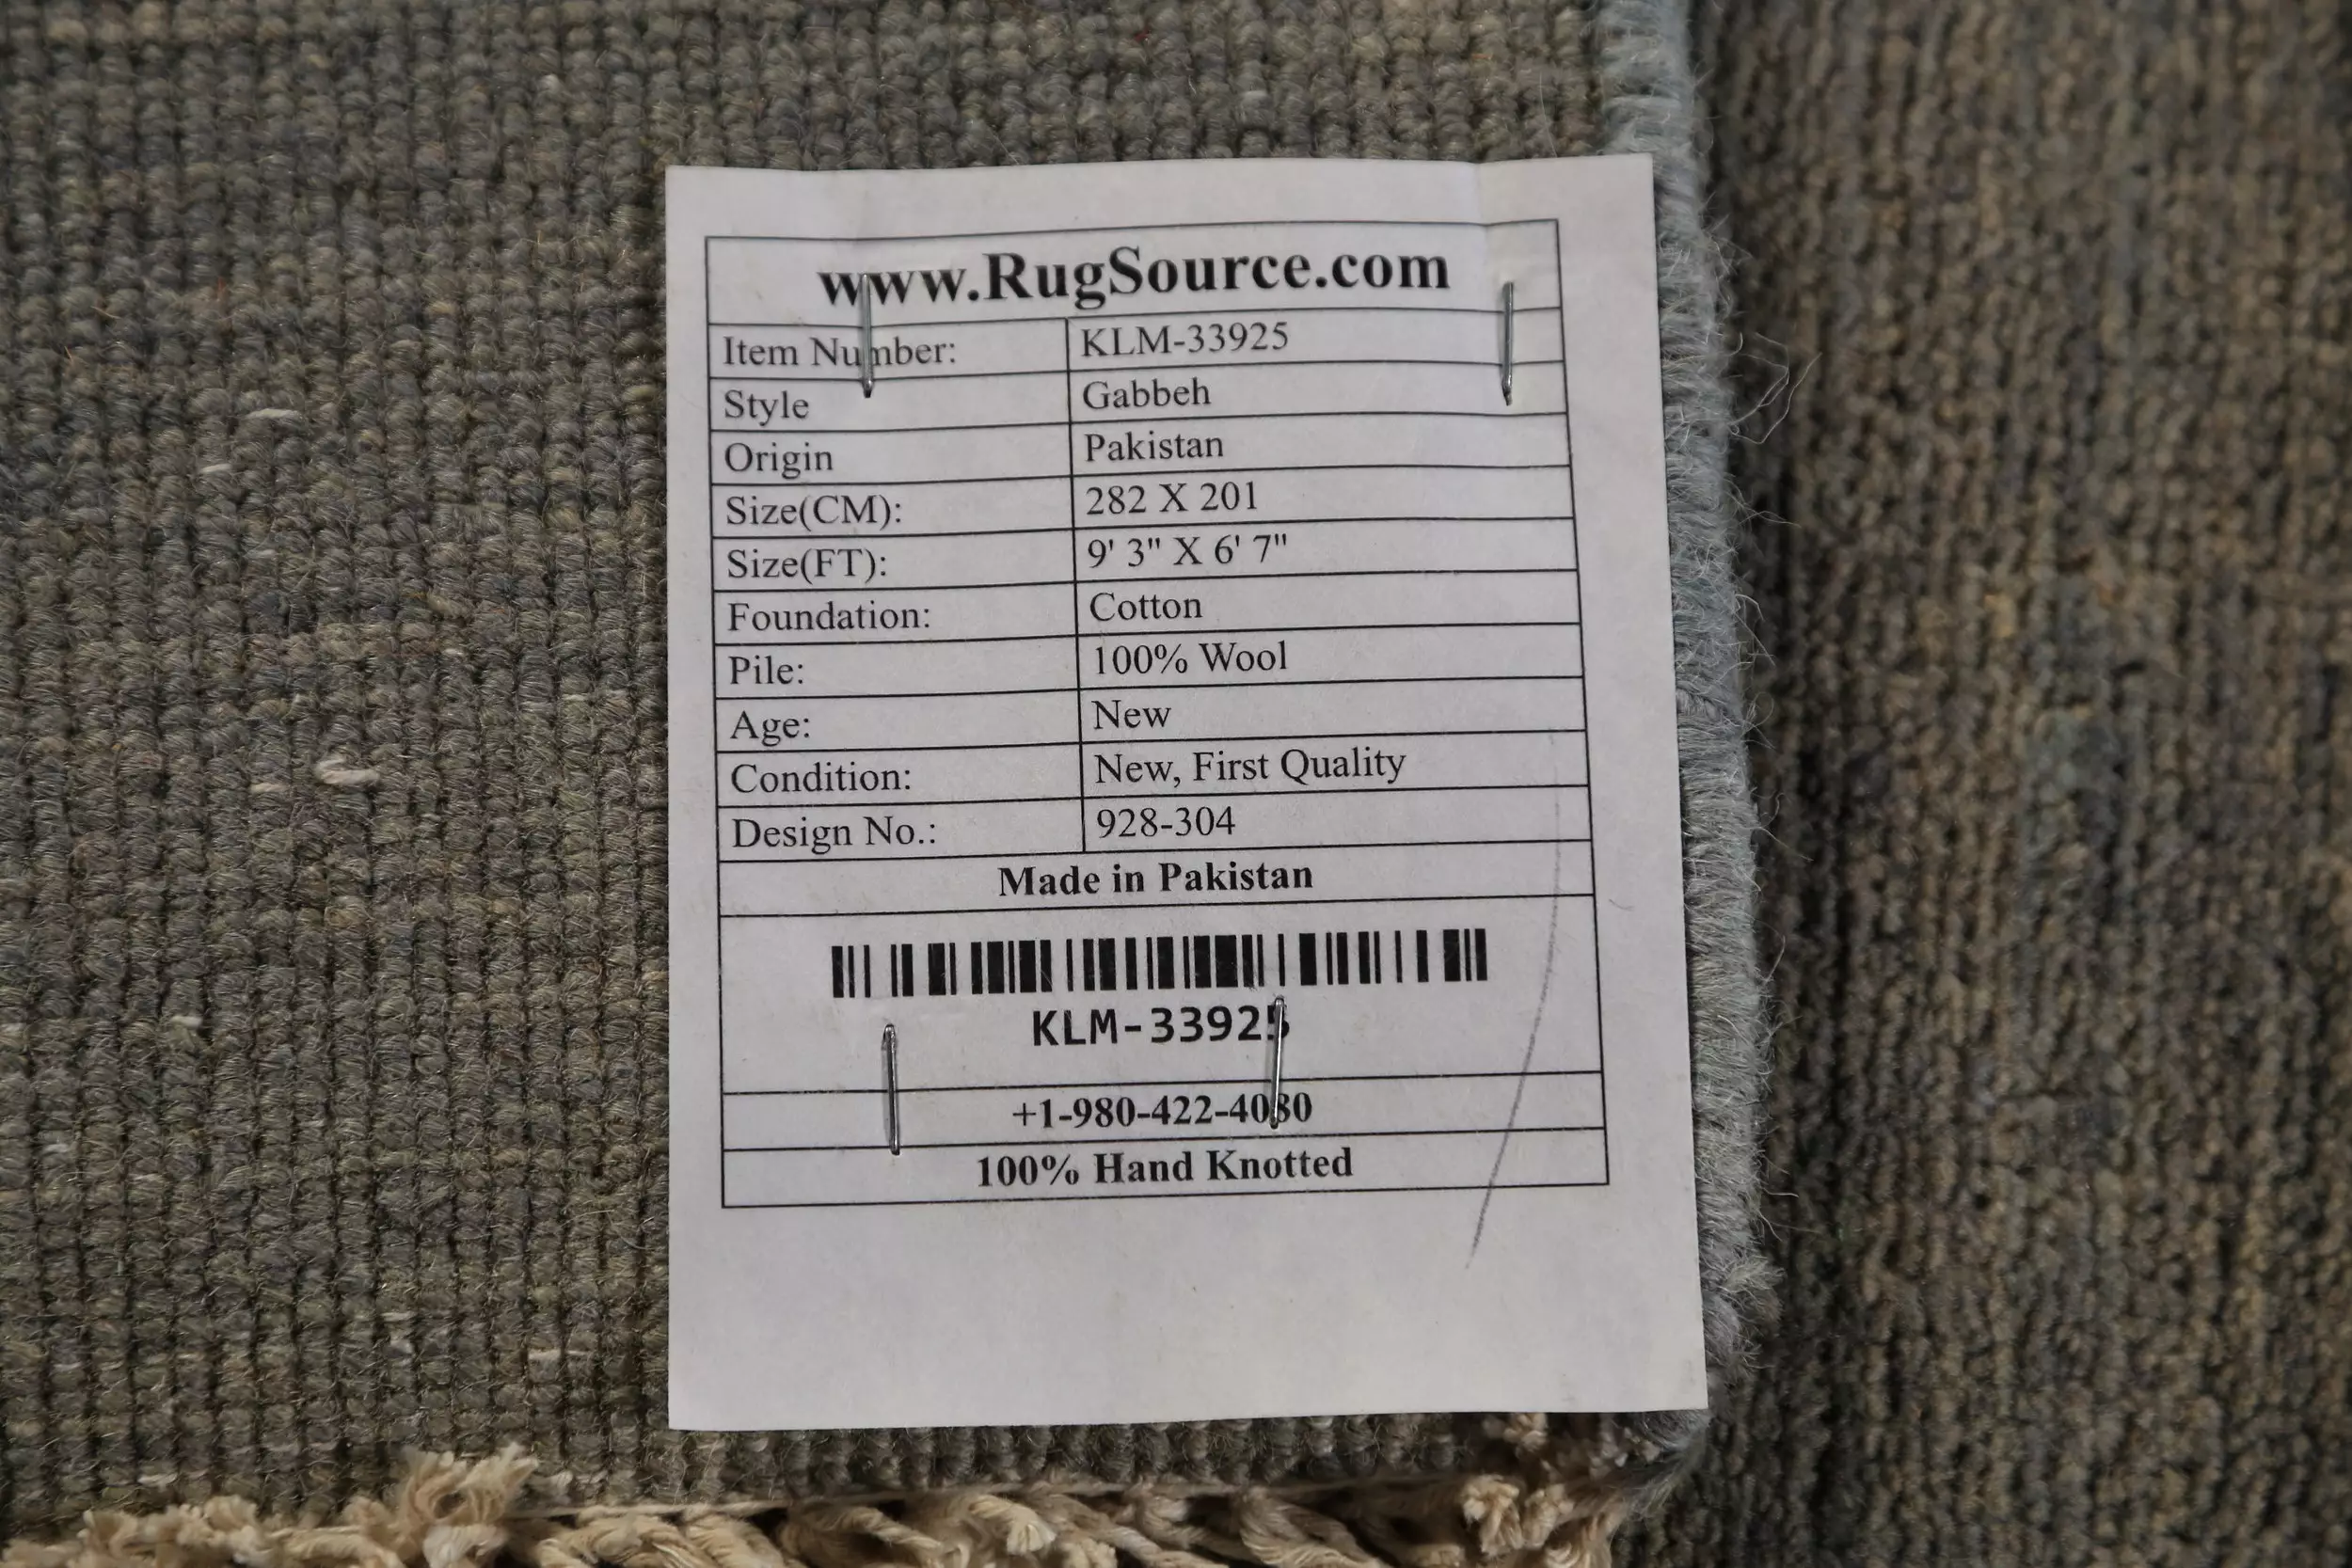 www.RugSource.com
Item Number: KLM-33925
Style Gabbeh
Origin Pakistan
Size(CM): 282 X 201
Size(FT): 9' 3" X 6' 7"
Foundation: Cotton
Pile: 100% Wool
Age: New
Condition: New, First Quality
Design No.: 928-304
Made in Pakistan
KLM-33925
+1-980-422-4080
100% Hand Knotted